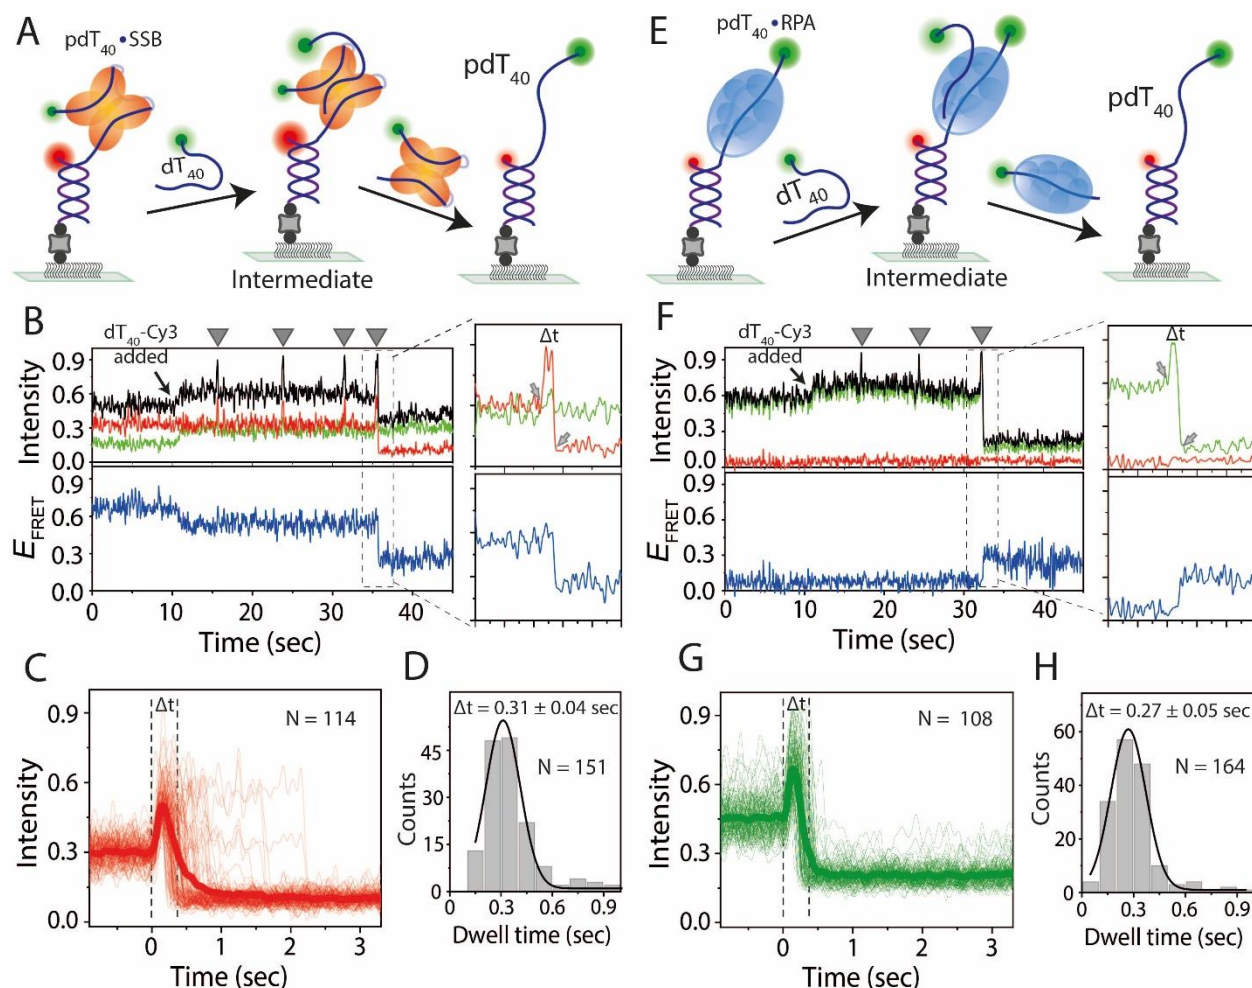 A
pdT40•SSB
dT40
Intermediate
pdT40
E
pdT40•RPA
dT40
Intermediate
pdT40
B
dT40-Cy3
added
Δt
Intensity
0.9
0.6
0.3
0.0
EFRET
0.9
0.6
0.3
0.0
0 10 20 30 40
Time (sec)
F
dT40-Cy3
added
Δt
Intensity
0.9
0.6
0.3
0.0
EFRET
0.9
0.6
0.3
0.0
0 10 20 30 40
Time (sec)
C
Δt
N = 114
Intensity
0.9
0.6
0.3
0.0
0 1 2 3
Time (sec)
D
Δt = 0.31 ± 0.04 sec
N = 151
Counts
45
30
15
0
0 0.3 0.6 0.9
Dwell time (sec)
G
Δt
N = 108
Intensity
0.9
0.6
0.3
0.0
0 1 2 3
Time (sec)
H
Δt = 0.27 ± 0.05 sec
N = 164
Counts
60
40
20
0
0 0.3 0.6 0.9
Dwell time (sec)